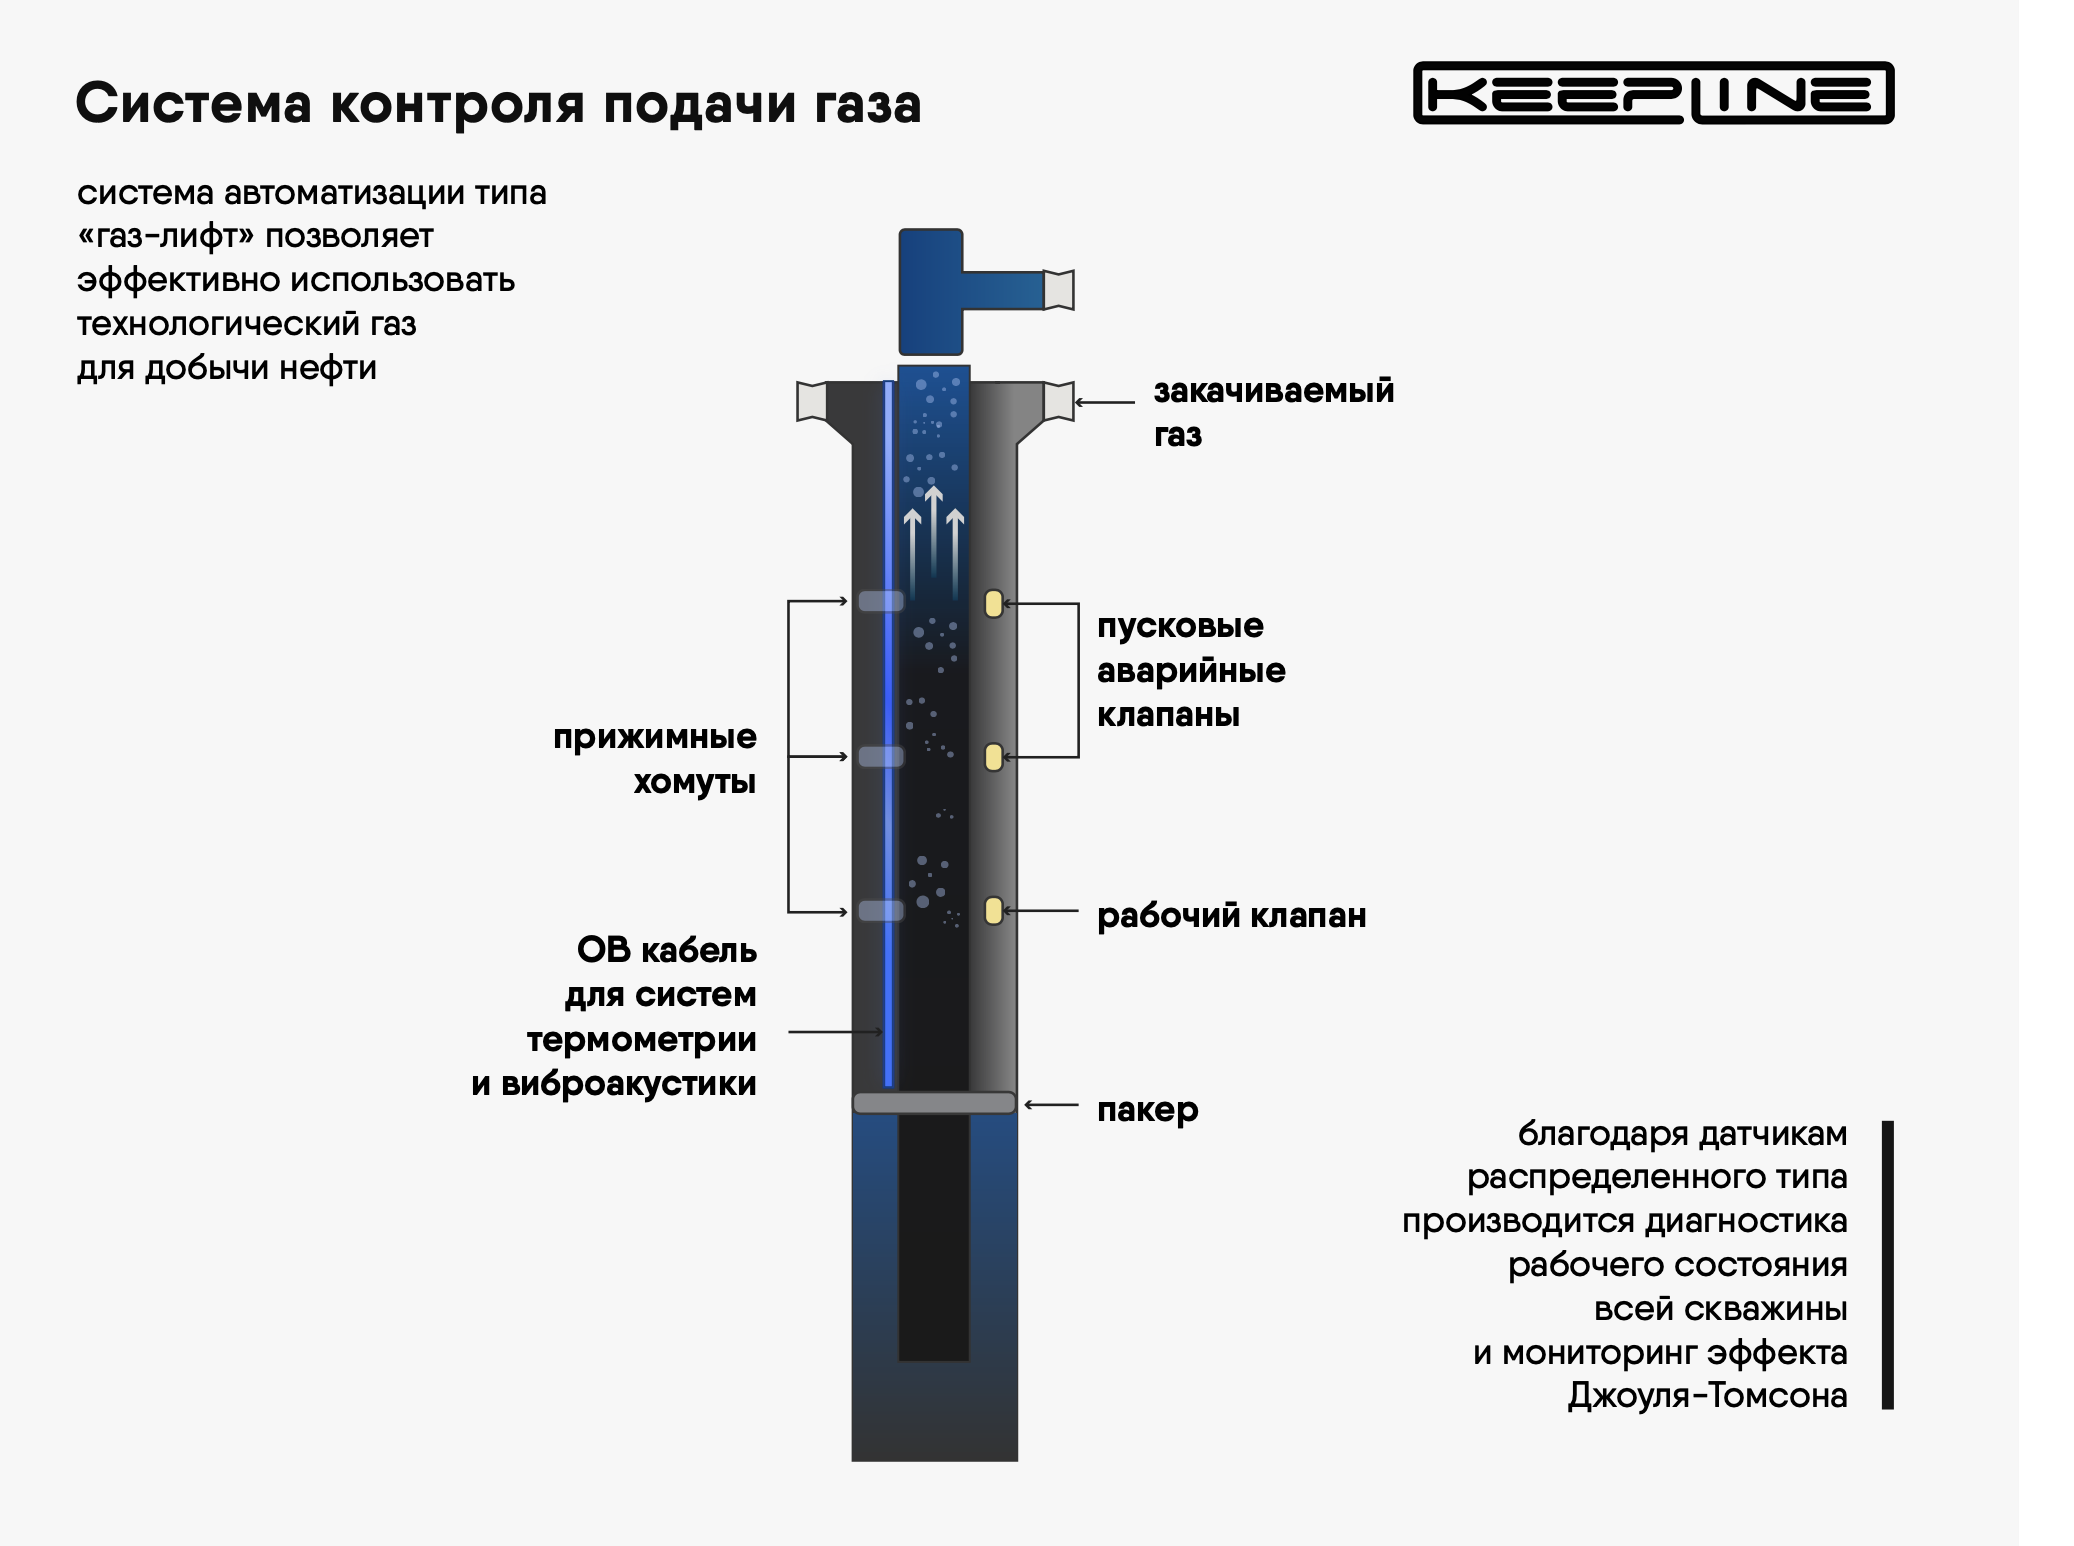 Система контроля подачи газа
KEEPLINE
система автоматизации типа
«газ-лифт» позволяет
эффективно использовать
технологический газ
для добычи нефти
закачиваемый
газ
пусковые
аварийные
клапаны
прижимные
хомуты
рабочий клапан
ОВ кабель
для систем
термометрии
и виброакустики
пакер
благодаря датчикам
распределенного типа
производится диагностика
рабочего состояния
всей скважины
и мониторинг эффекта
Джоуля-Томсона